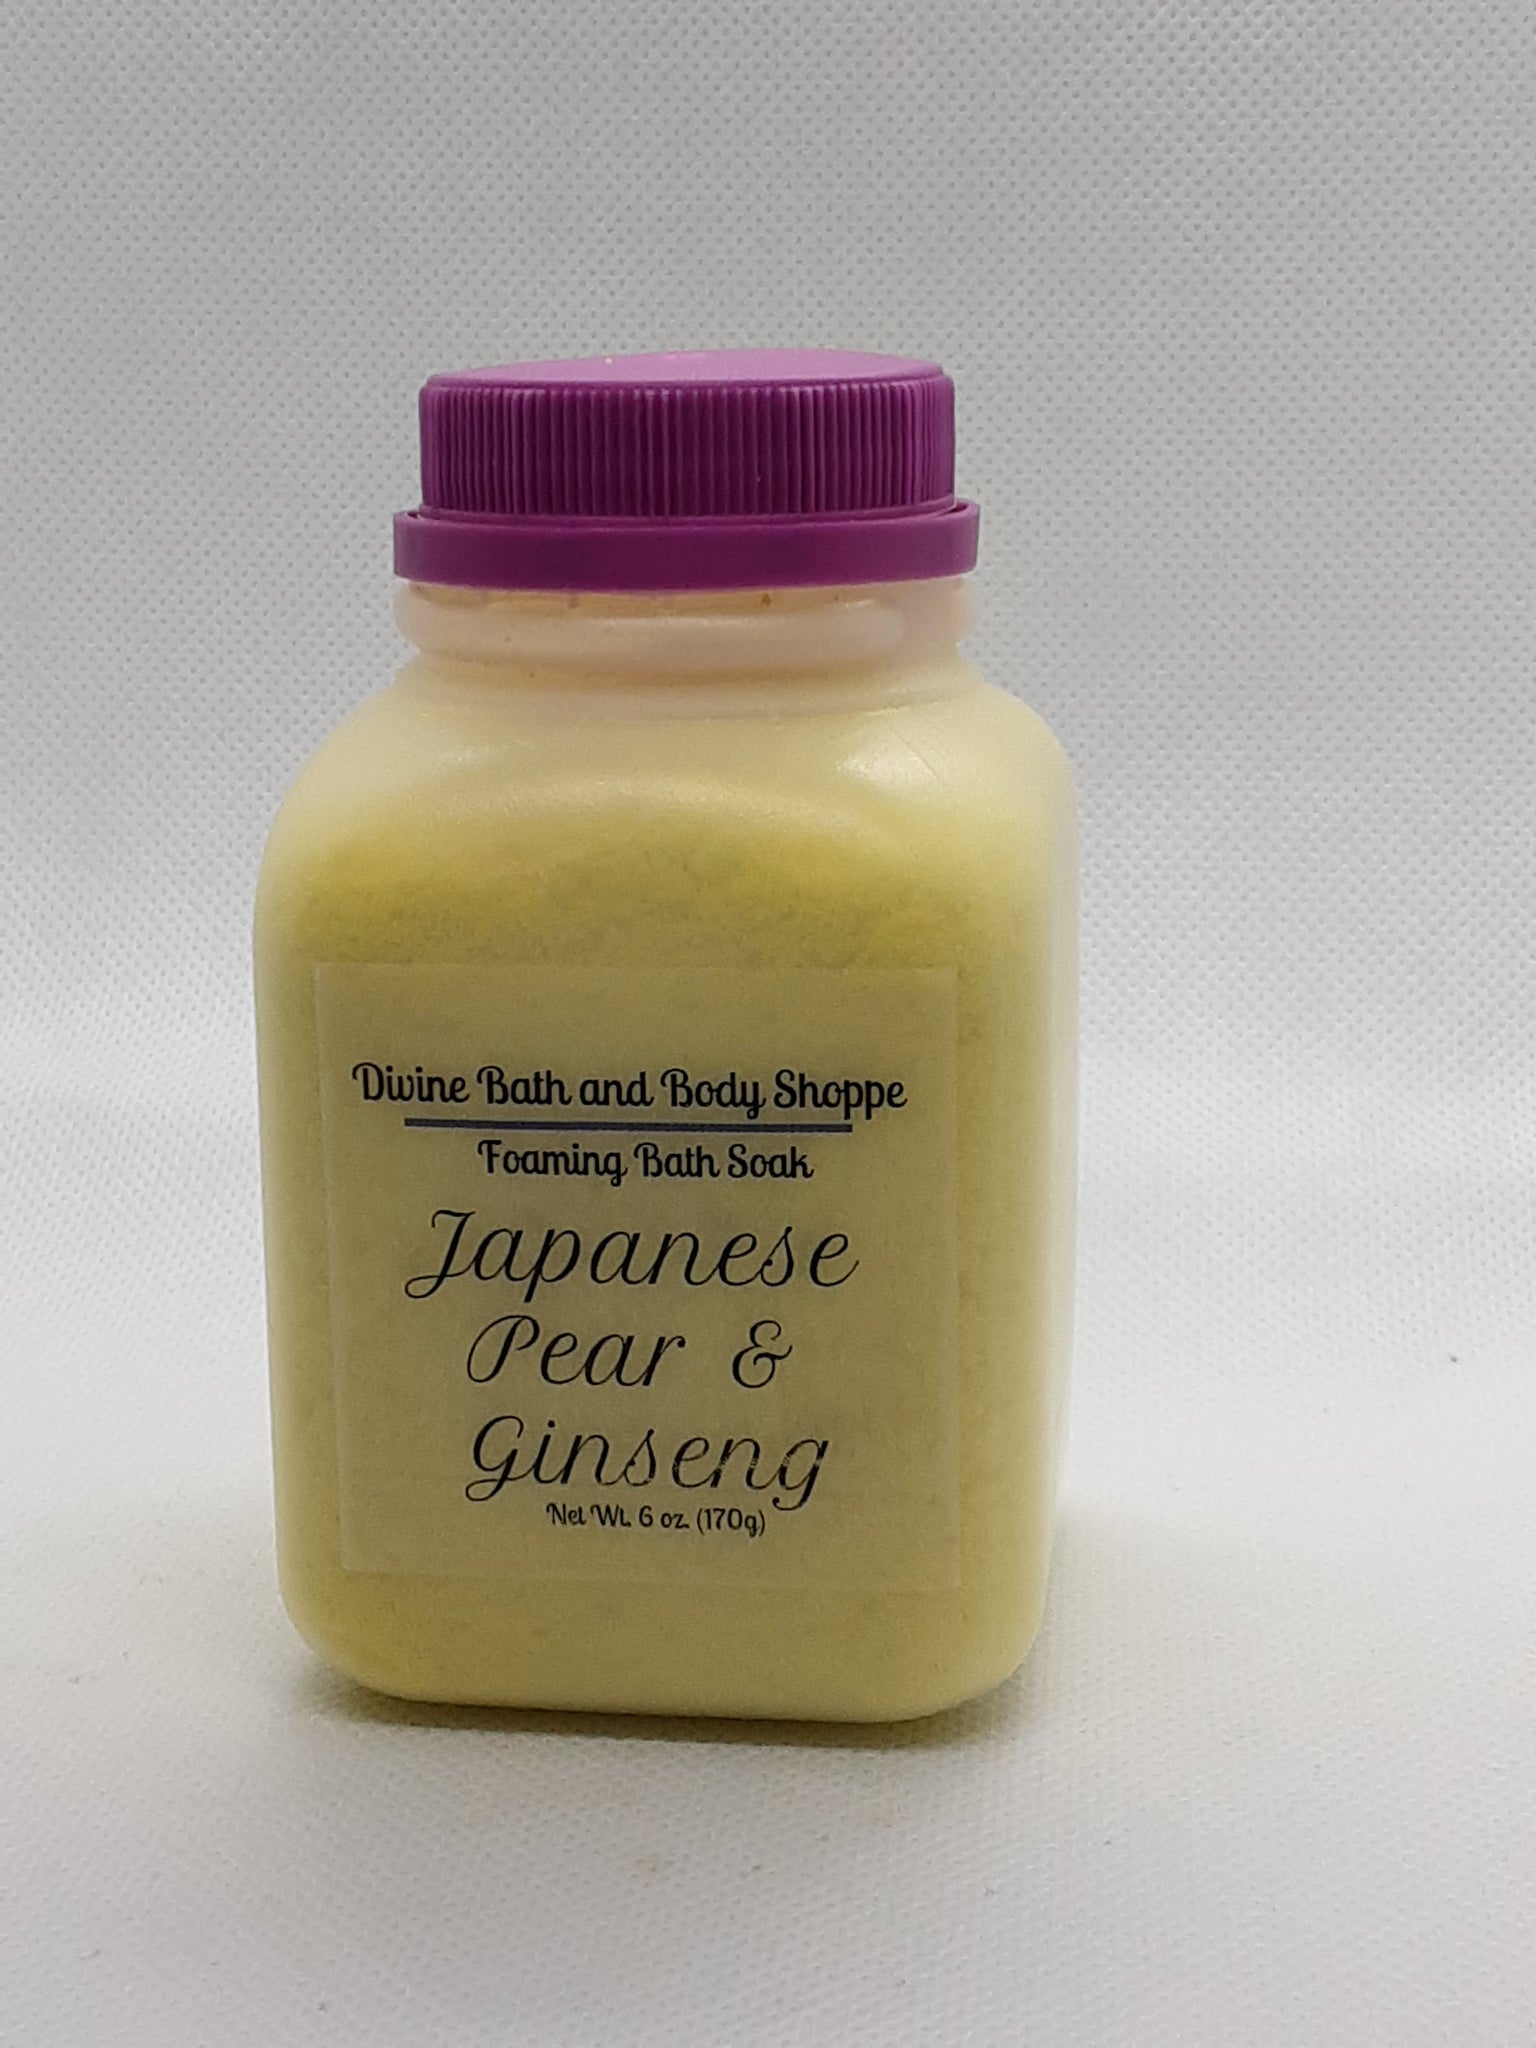 Divine Bath and Body Shoppe
Foaming Bath Soak
Japanese
Pear &
Ginseng
Net Wt. 6 oz. (170g)